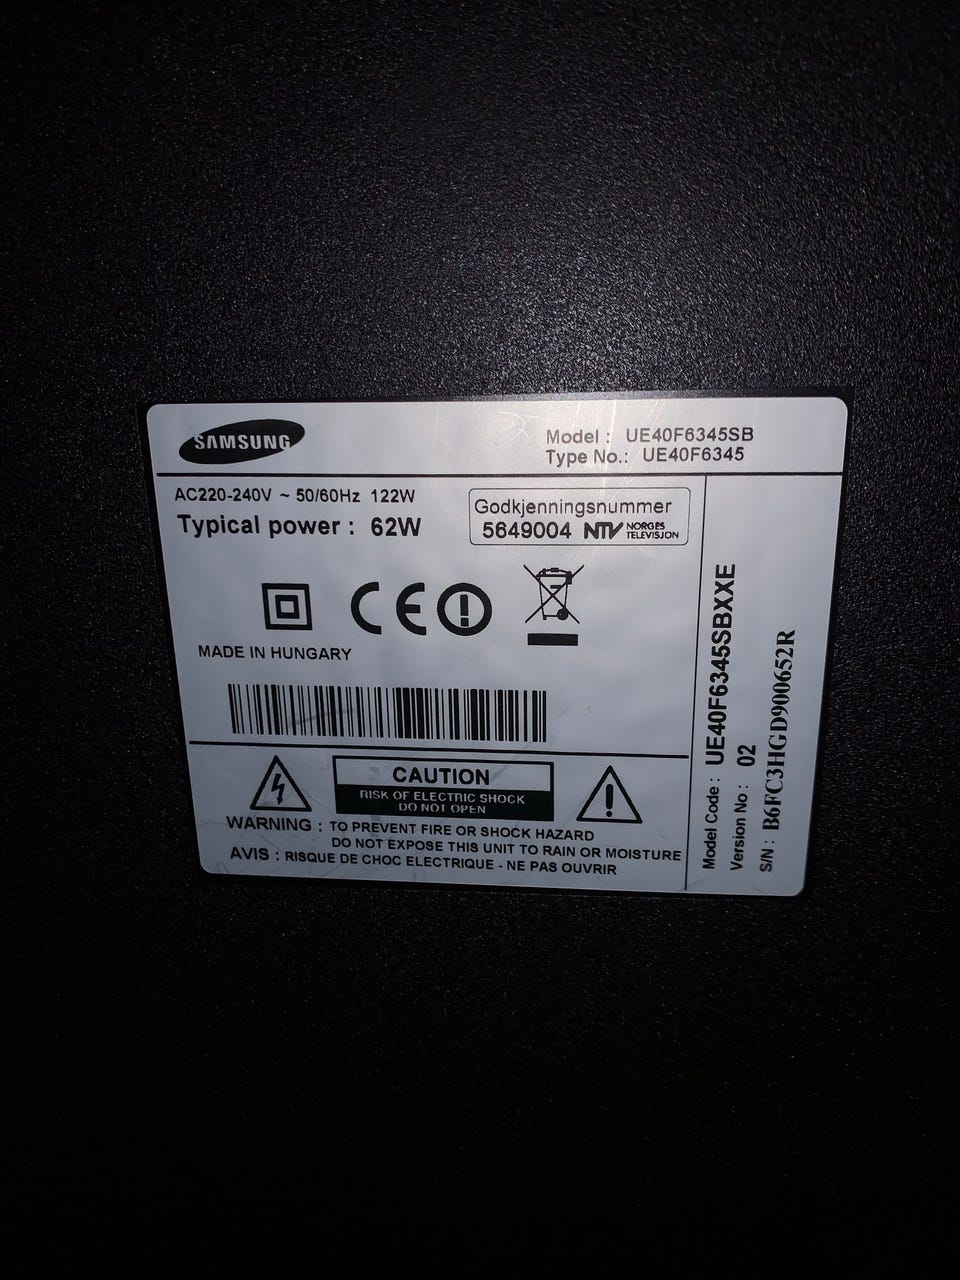 SAMSUNG
Model : UE40F6345SB
Type No.: UE40F6345
AC220-240V ~ 50/60Hz 122W
Typical power : 62W
Godkjenningsnummer
5649004 NTV NORGES TELEVISJON
CE
MADE IN HUNGARY
CAUTION
RISK OF ELECTRIC SHOCK
DO NOT OPEN
WARNING : TO PREVENT FIRE OR SHOCK HAZARD
DO NOT EXPOSE THIS UNIT TO RAIN OR MOISTURE
AVIS : RISQUE DE CHOC ELECTRIQUE - NE PAS OUVRIR
Model Code : UE40F6345SBXXE
Version No : 02
S/N : B6FC3HGD900652R